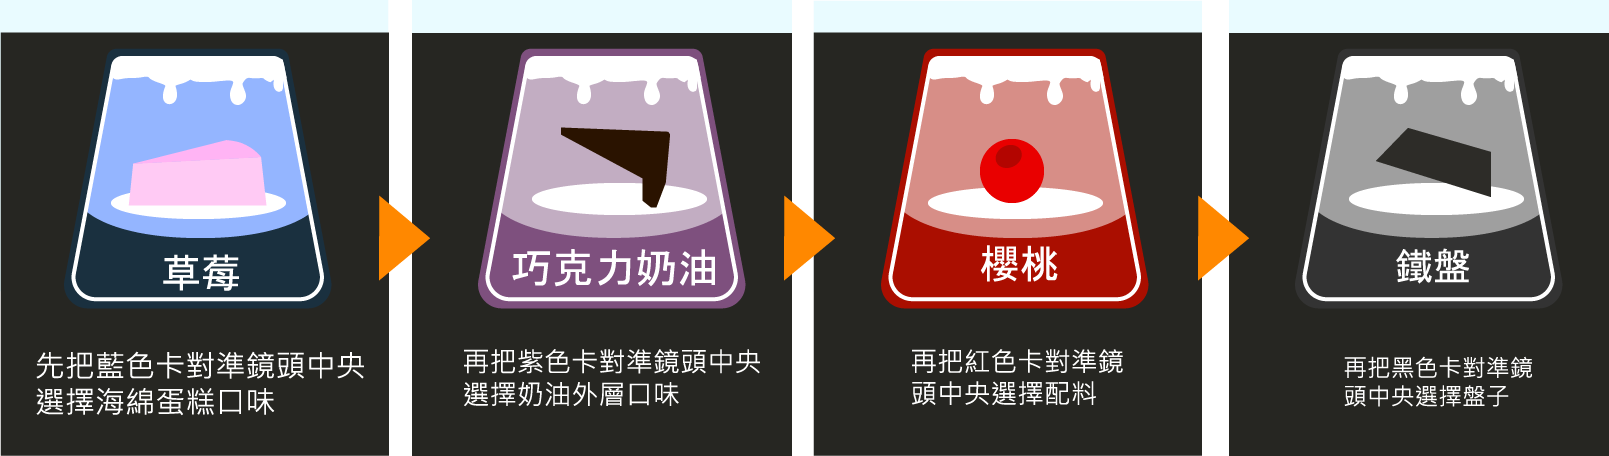 草莓
先把藍色卡對準鏡頭中央
選擇海綿蛋糕口味
巧克力奶油
再把紫色卡對準鏡頭中央
選擇奶油外層口味
櫻桃
再把紅色卡對準鏡
頭中央選擇配料
鐵盤
再把黑色卡對準鏡
頭中央選擇盤子